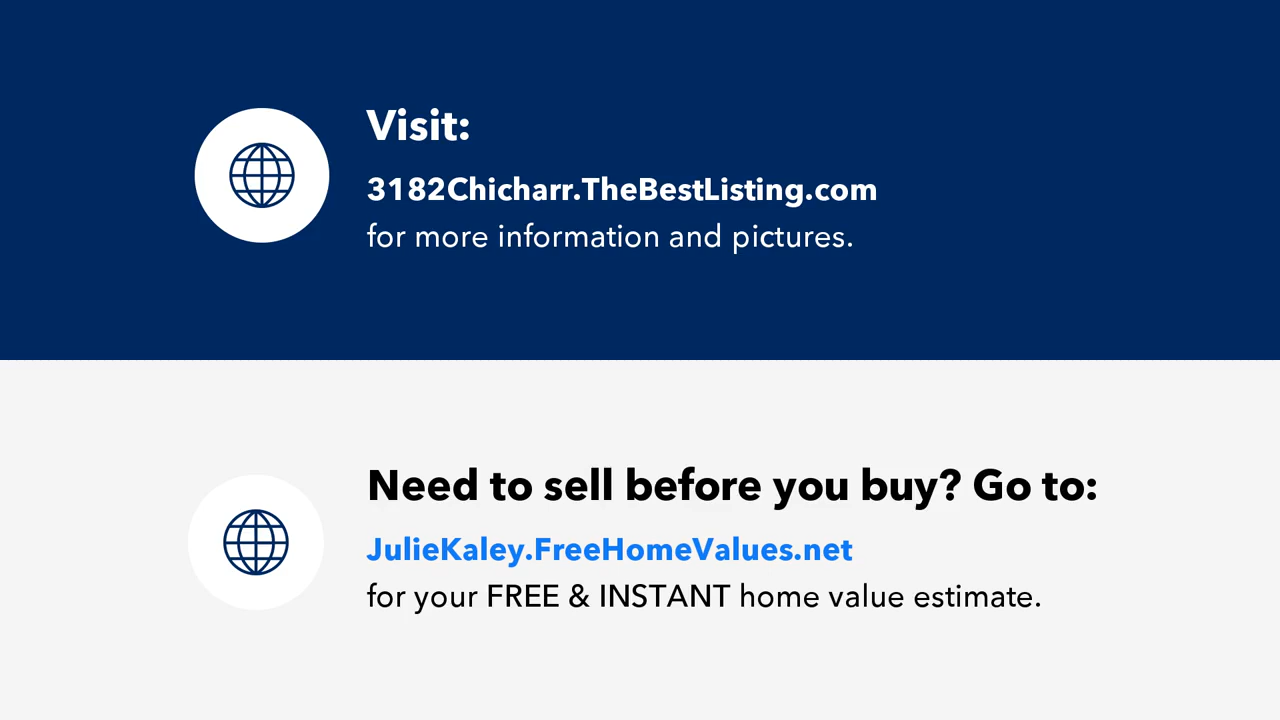 Visit:
3182Chicharr.TheBestListing.com
for more information and pictures.
Need to sell before you buy? Go to:
JulieKaley.FreeHomeValues.net
for your FREE & INSTANT home value estimate.